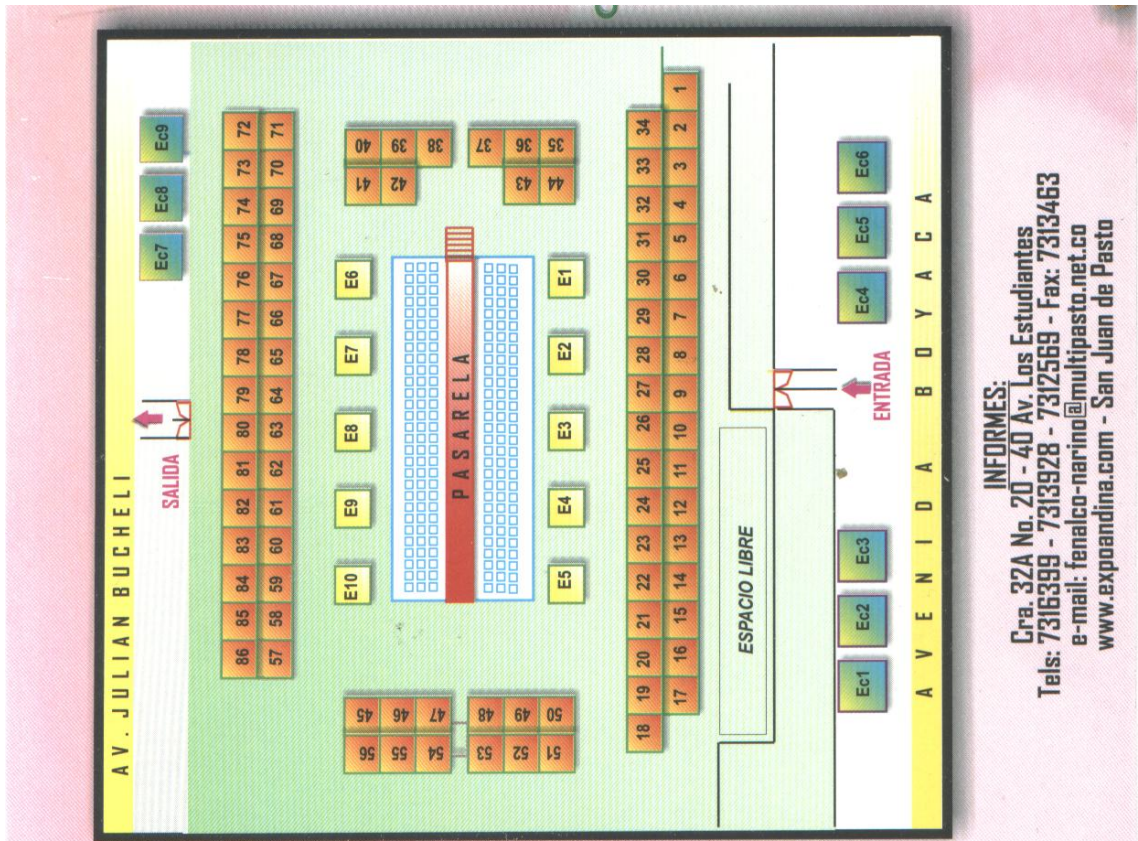 AV. JULIAN BUCHELI
SALIDA Ec7 Ec8 Ec9
86 85 84 83 82 81 80 79 78 77 76 75 74 73 72
57 58 59 60 61 62 63 64 65 66 67 68 69 70 71
56 45 E10 E9 E8 E7 E6 41 40
55 46 42 39
54 47 38
PASARELA
53 48 37
52 49 43 36
51 50 E5 E4 E3 E2 E1 44 35
18 19 20 21 22 23 24 25 26 27 28 29 30 31 32 33 34
17 16 15 14 13 12 11 10 9 8 7 6 5 4 3 2 1
ESPACIO LIBRE
Ec1 Ec2 Ec3 ENTRADA Ec4 Ec5 Ec6
AVENIDA BOYACA
INFORMES:
Cra. 32A No. 20 - 40 Av. Los Estudiantes
Tels: 7316399 - 7313928 - 7312569 - Fax: 7313463
e-mail: fenalco-narino@multipasto.net.co
www.expoandina.com - San Juan de Pasto